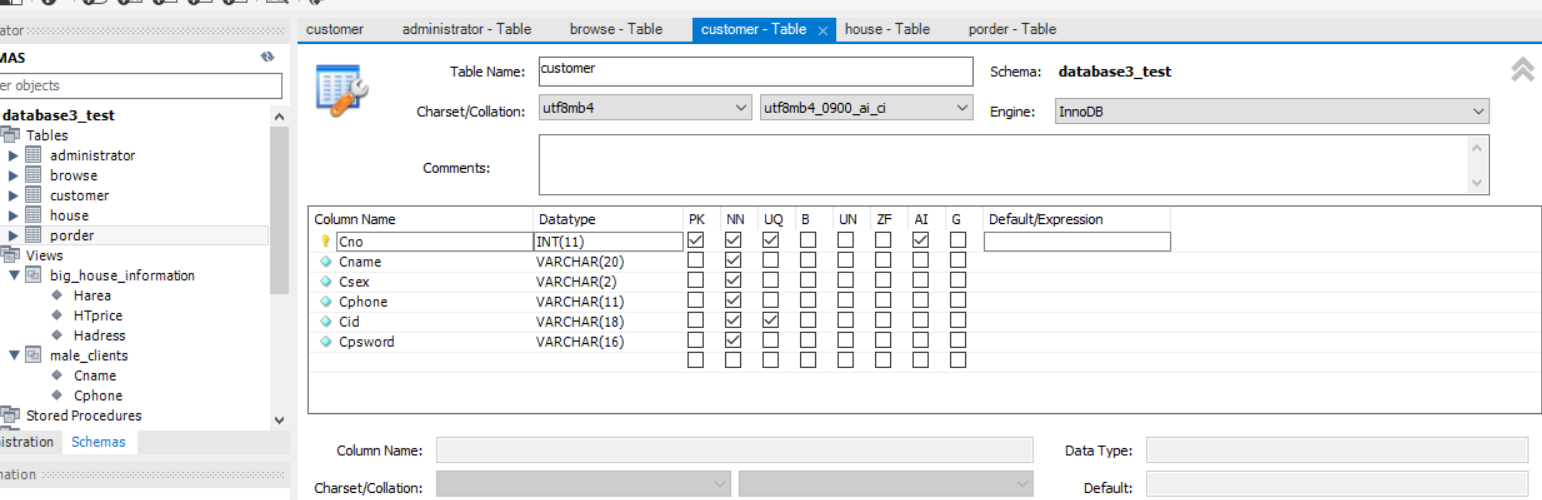 customer administrator - Table browse - Table customer - Table × house - Table porder - Table
Table Name: customer Schema: database3_test
Charset/Collation: utf8mb4 utf8mb4_0900_ai_ci Engine: InnoDB
Comments:
ator
MAS
er objects
database3_test
Tables
administrator
browse
customer
house
porder
Views
big_house_information
Harea
HTprice
Hadress
male_clients
Cname
Cphone
Stored Procedures
istration Schemas
mation
Column Name Datatype PK NN UQ B UN ZF AI G Default/Expression
Cno INT(11)
Cname VARCHAR(20)
Csex VARCHAR(2)
Cphone VARCHAR(11)
Cid VARCHAR(18)
Cpsword VARCHAR(16)
Column Name: Data Type:
Charset/Collation: Default: